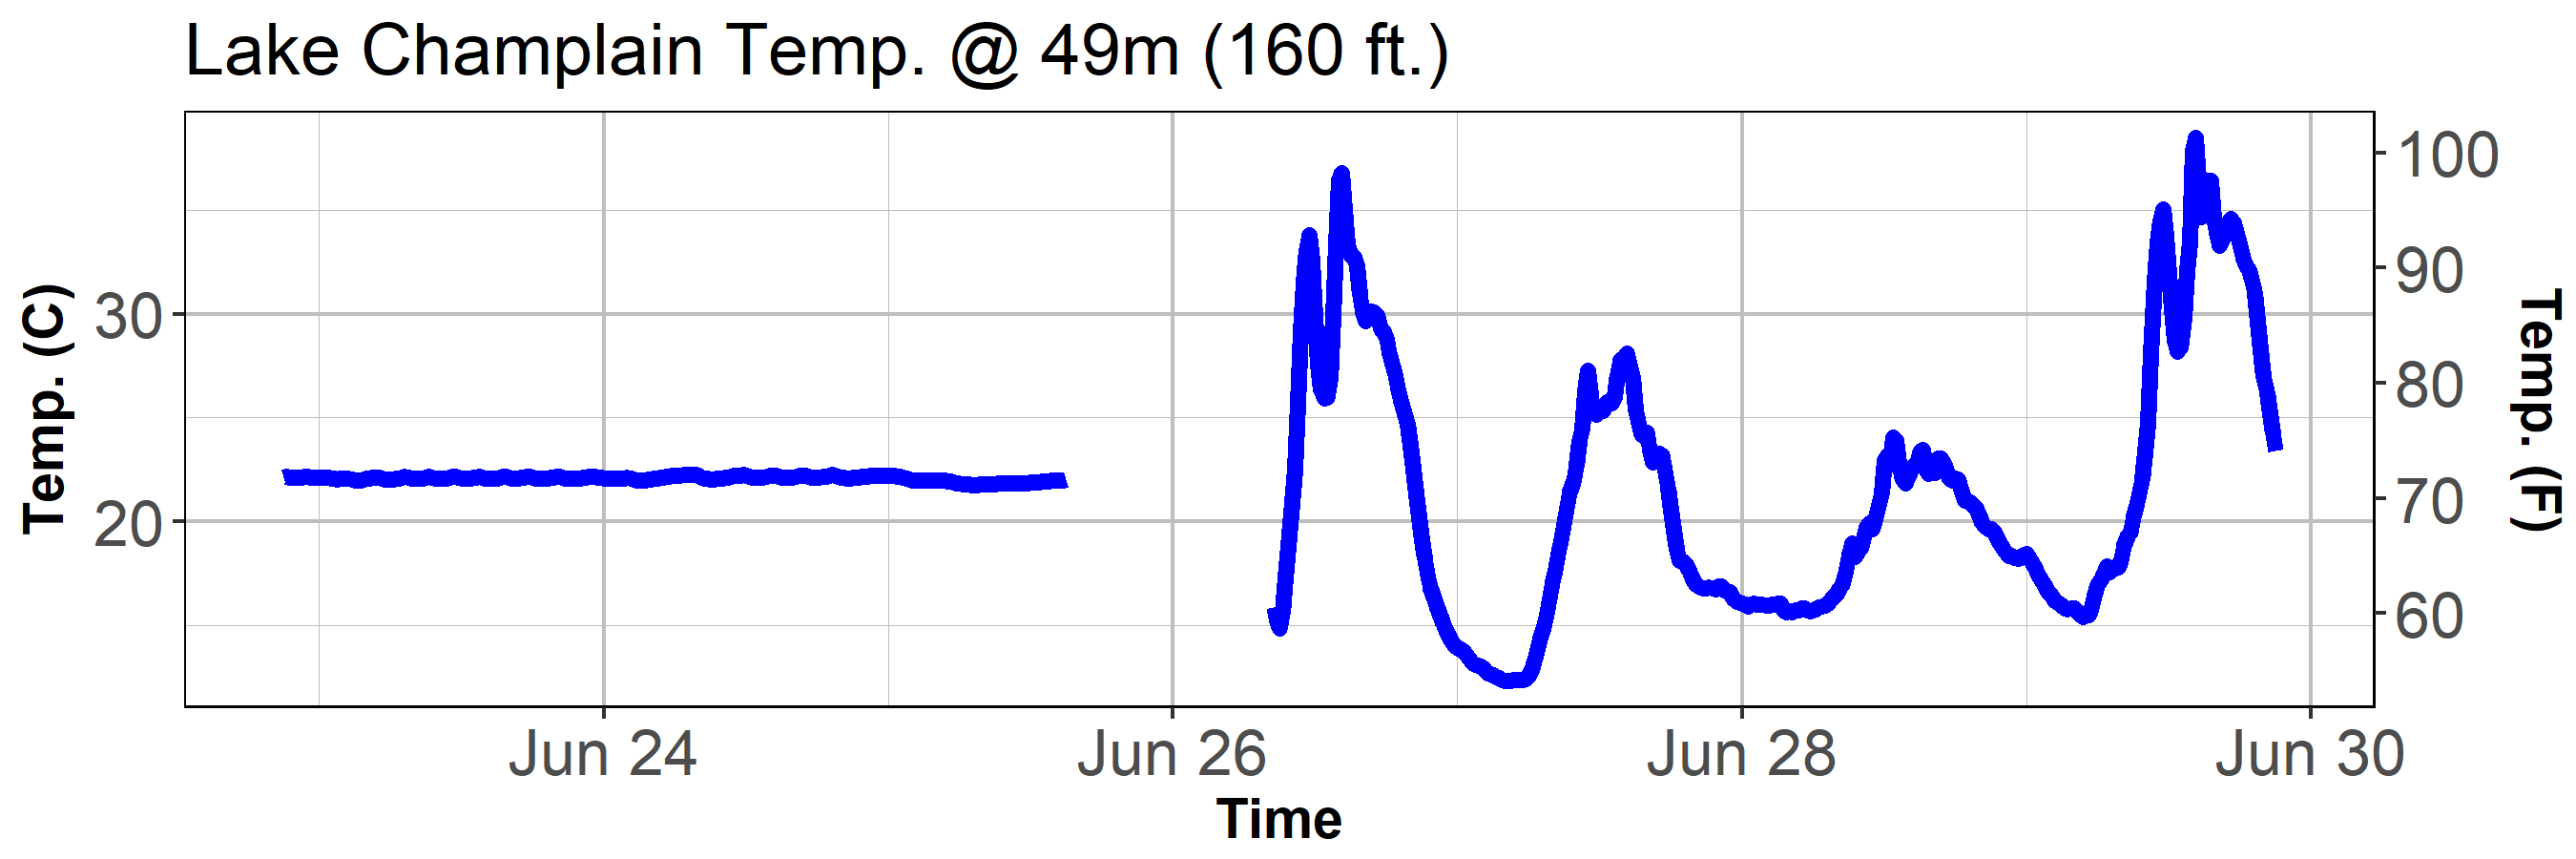 Lake Champlain Temp. @ 49m (160 ft.)
Temp. (C)
30
20
100
90
80
70
60
Temp. (F)
Jun 24
Jun 26
Jun 28
Jun 30
Time